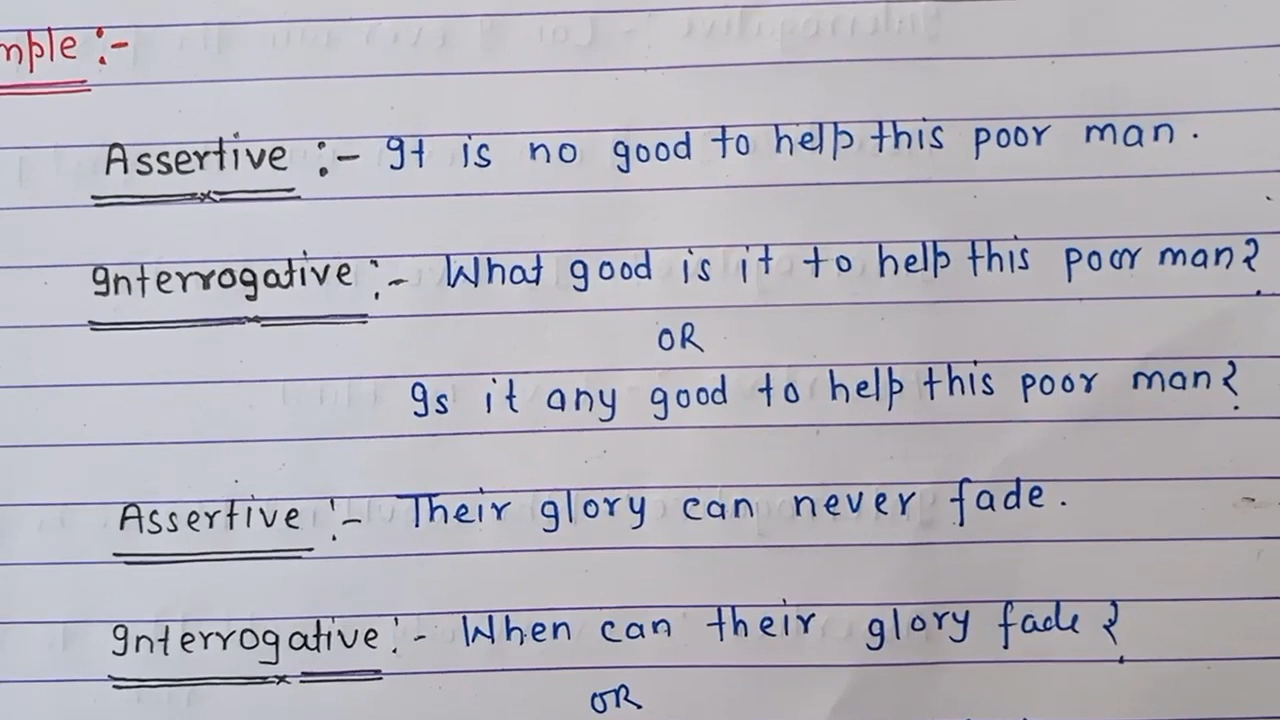 mple :-
Assertive :- It is no good to help this poor man.
Interrogative :- What good is it to help this poor man?
OR
Is it any good to help this poor man?
Assertive :- Their glory can never fade.
Interrogative :- When can their glory fade?
OR